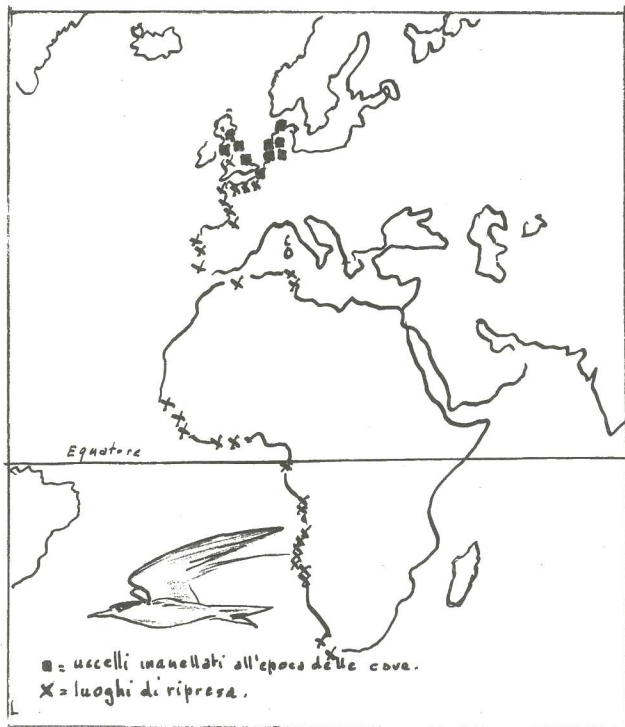 Equatore
■ = uccelli inanellati all'epoca delle cove.
X = luoghi di ripresa.